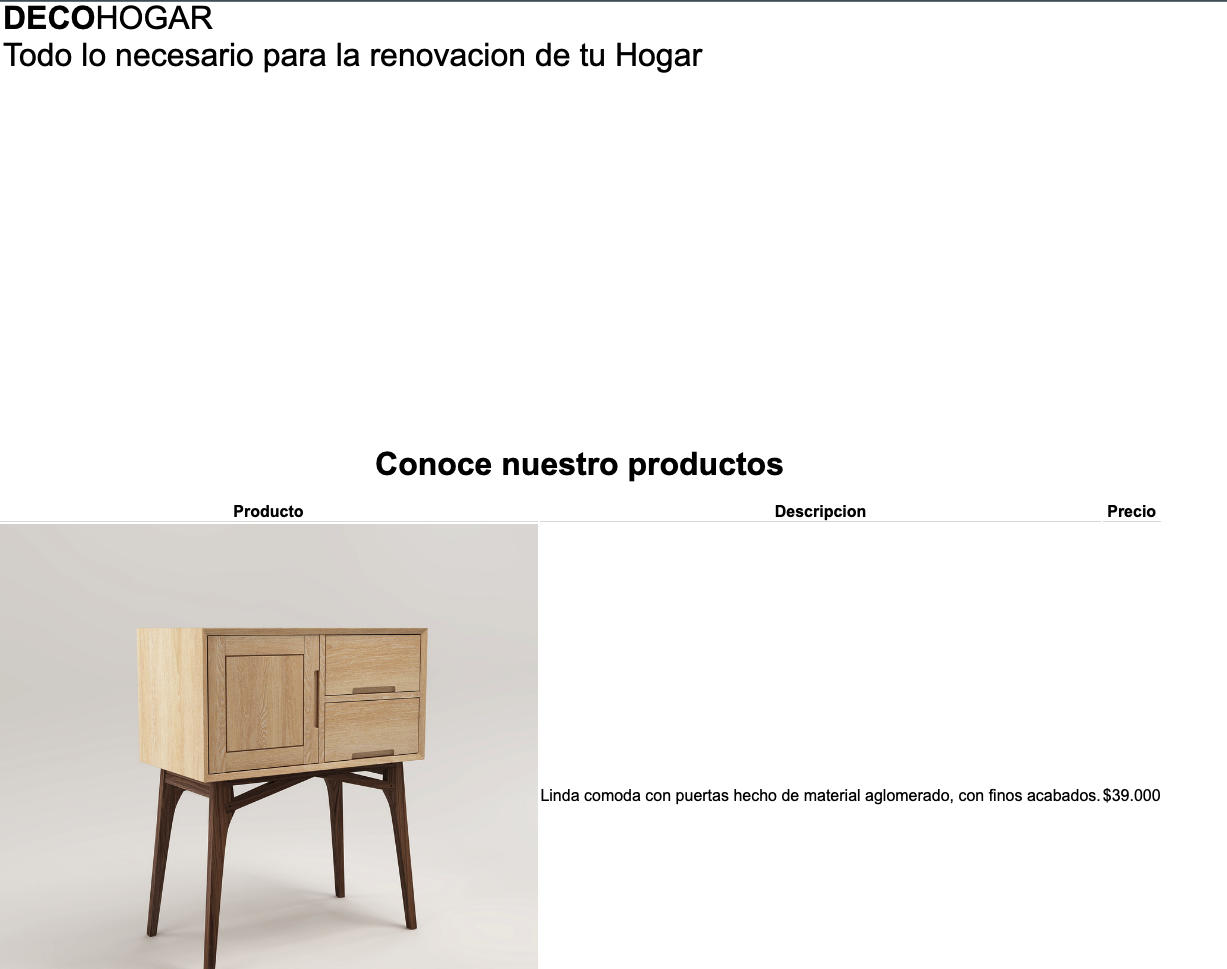 DECOHOGAR
Todo lo necesario para la renovacion de tu Hogar
Conoce nuestro productos
Producto Descripcion Precio
Linda comoda con puertas hecho de material aglomerado, con finos acabados. $39.000